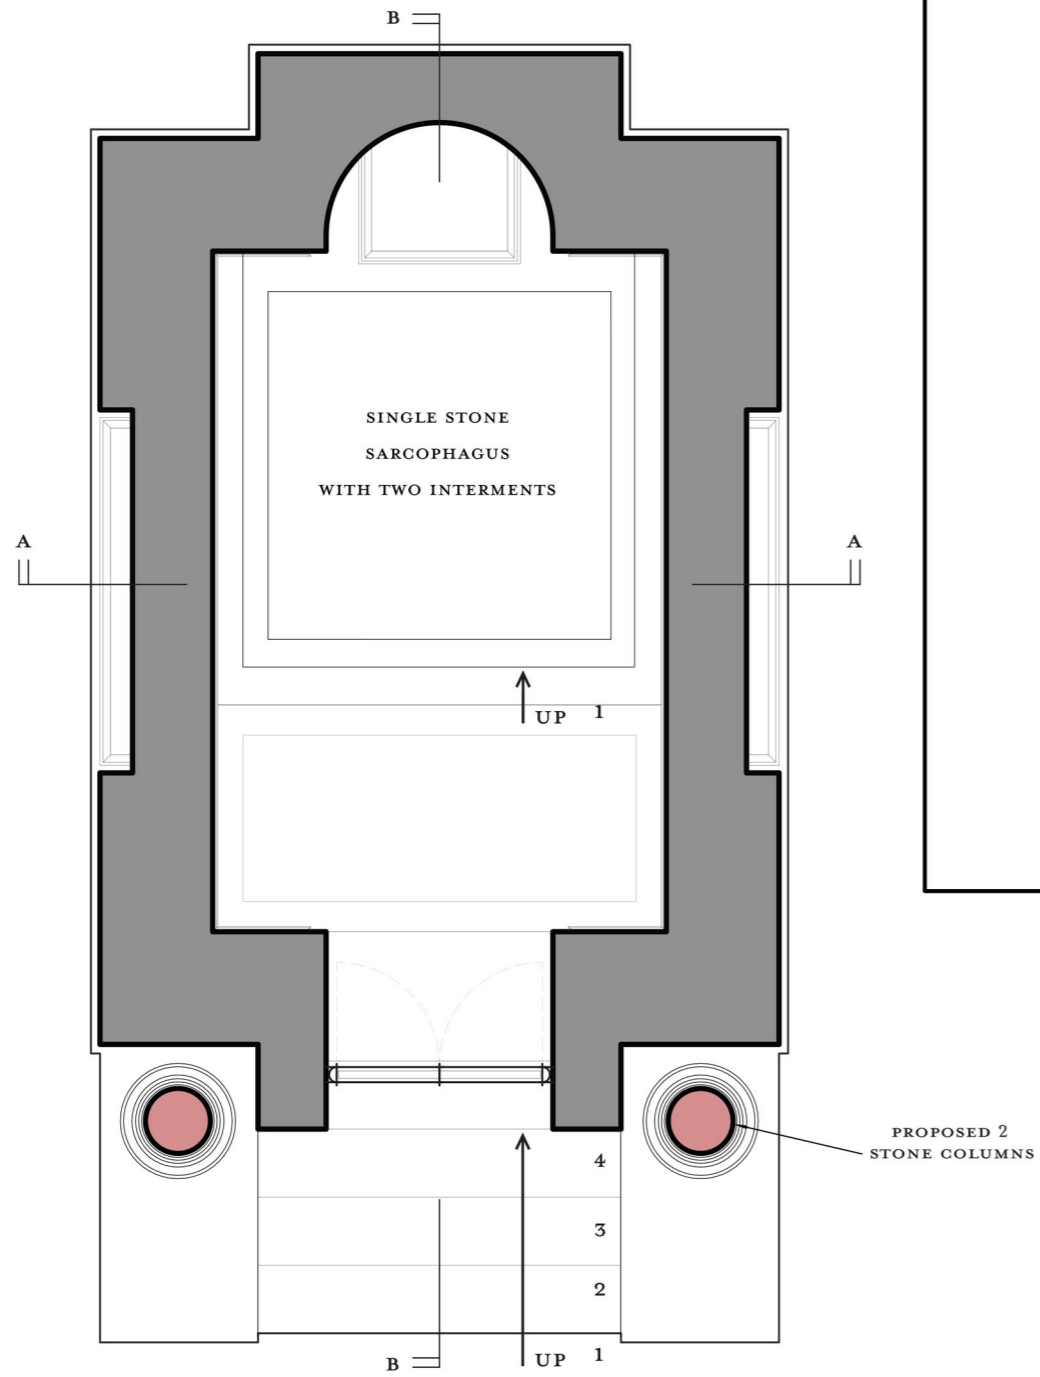 B
SINGLE STONE
SARCOPHAGUS
WITH TWO INTERMENTS
A
A
UP 1
PROPOSED 2
STONE COLUMNS
4
3
2
B
UP 1